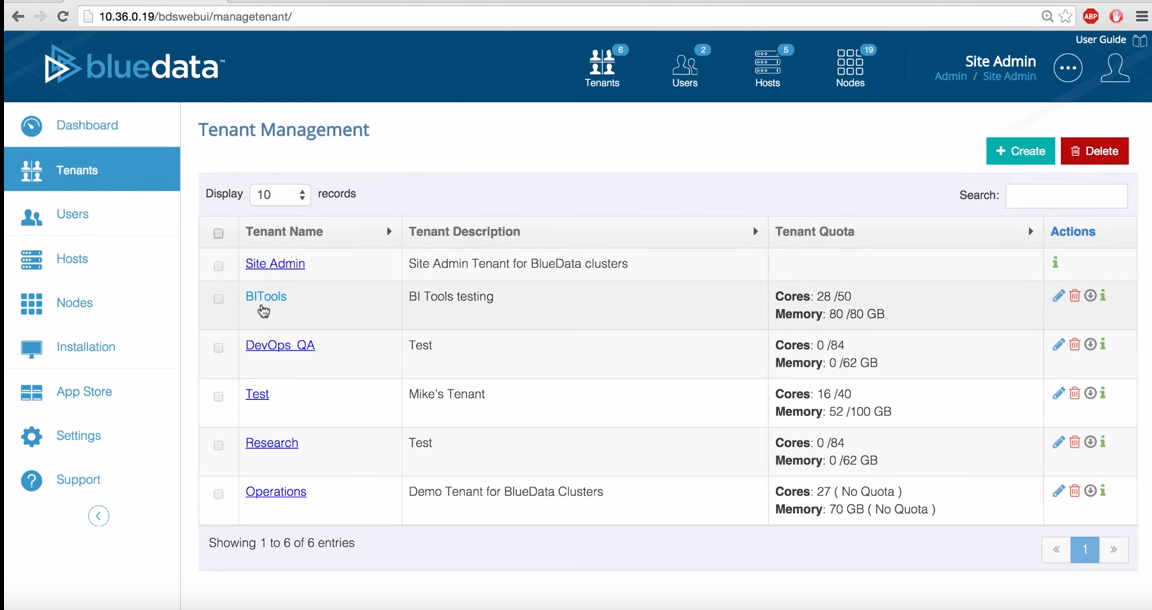 10.36.0.19/bdswebui/managetenant/
ABP
User Guide
bluedata™
6
Tenants
2
Users
5
Hosts
19
Nodes
Site Admin
Admin / Site Admin
Dashboard
Tenants
Users
Hosts
Nodes
Installation
App Store
Settings
? Support
Tenant Management
+ Create
Delete
Display 10 records
Search:
Tenant Name Tenant Description Tenant Quota Actions
Site Admin Site Admin Tenant for BlueData clusters
BITools BI Tools testing Cores: 28 /50
Memory: 80 /80 GB
DevOps_QA Test Cores: 0 /84
Memory: 0 /62 GB
Test Mike's Tenant Cores: 16 /40
Memory: 52 /100 GB
Research Test Cores: 0 /84
Memory: 0 /62 GB
Operations Demo Tenant for BlueData Clusters Cores: 27 ( No Quota )
Memory: 70 GB ( No Quota )
Showing 1 to 6 of 6 entries
« 1 »